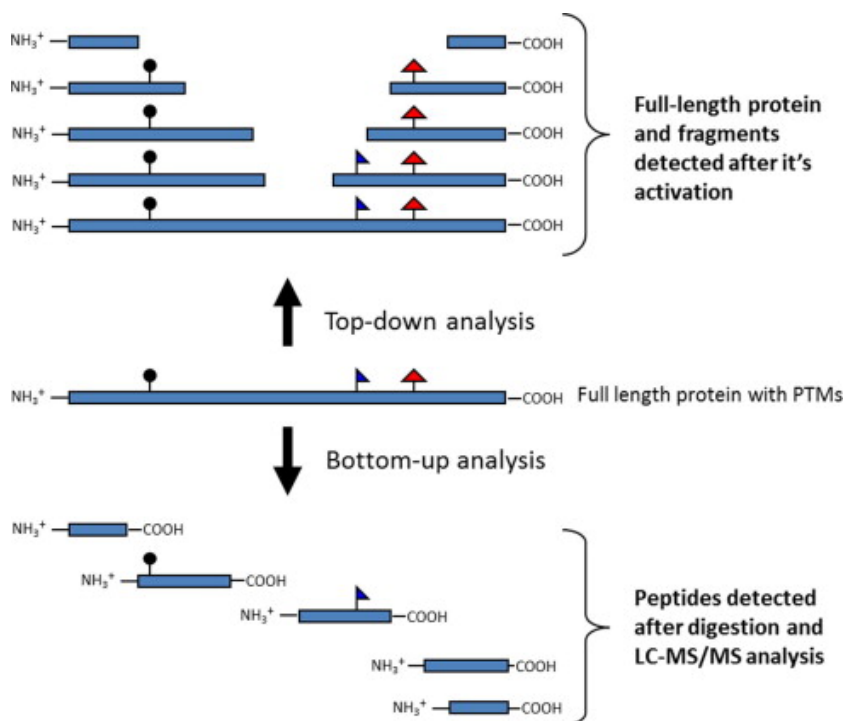 NH3+ COOH
NH3+ COOH
NH3+ COOH
NH3+ COOH
NH3+ COOH
Full-length protein
and fragments
detected after it's
activation
Top-down analysis
NH3+ COOH Full length protein with PTMs
Bottom-up analysis
NH3+ COOH
NH3+ COOH
NH3+ COOH
NH3+ COOH
NH3+ COOH
Peptides detected
after digestion and
LC-MS/MS analysis